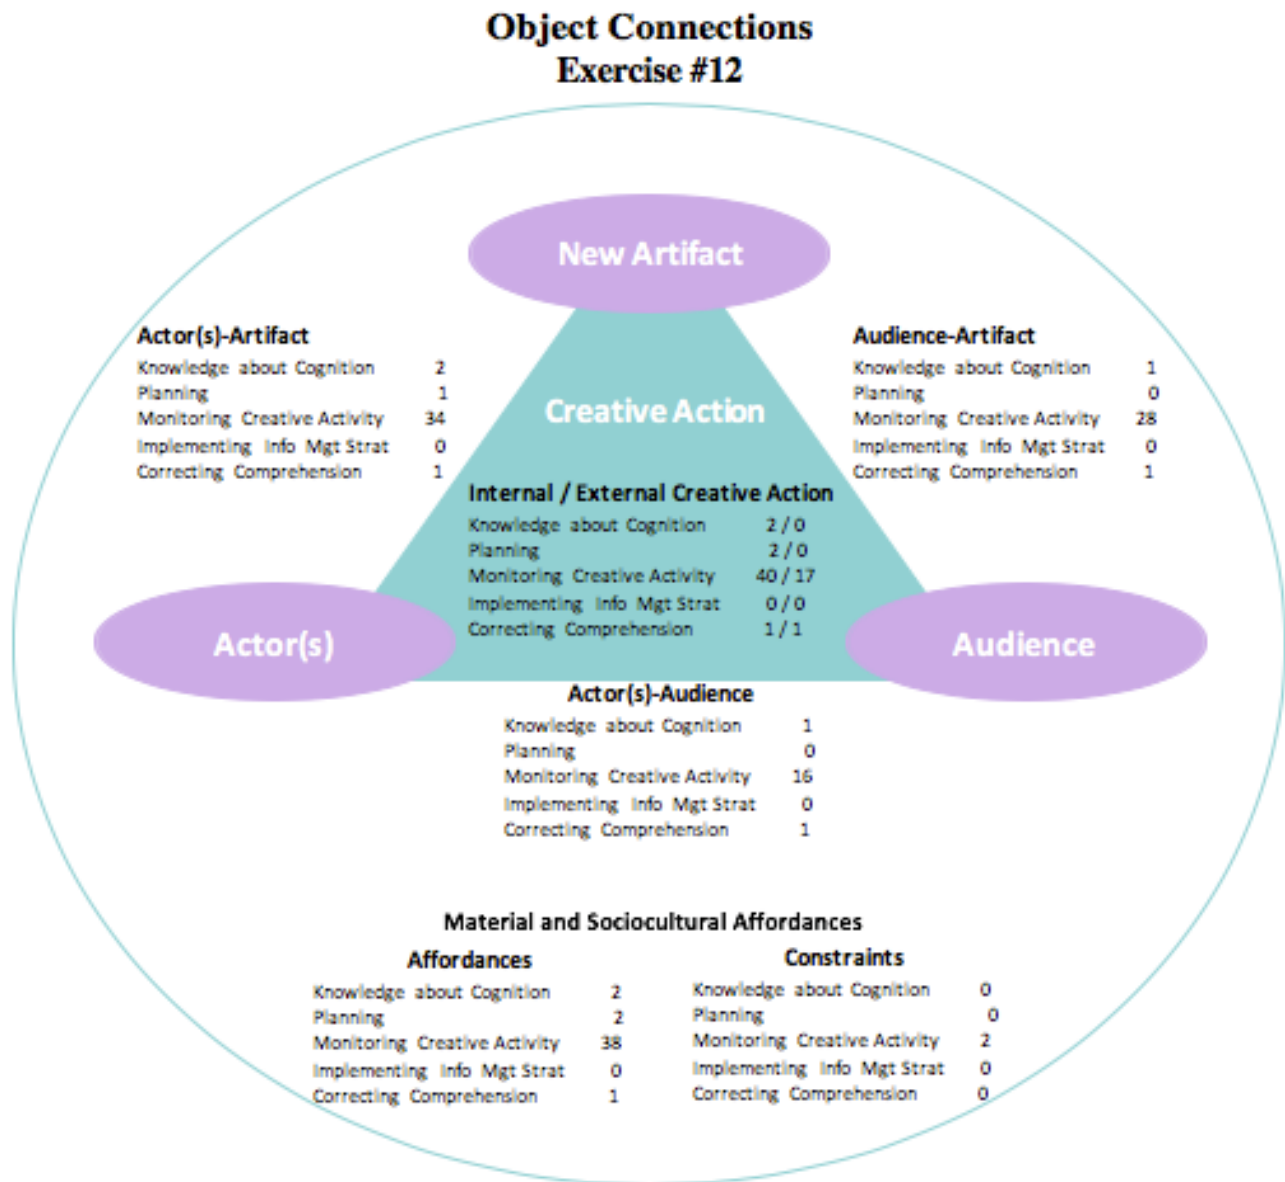 Object Connections
Exercise #12
New Artifact
Actor(s)-Artifact
Knowledge about Cognition 2
Planning 1
Monitoring Creative Activity 34
Implementing Info Mgt Strat 0
Correcting Comprehension 1
Audience-Artifact
Knowledge about Cognition 1
Planning 0
Monitoring Creative Activity 28
Implementing Info Mgt Strat 0
Correcting Comprehension 1
Creative Action
Internal / External Creative Action
Knowledge about Cognition 2 / 0
Planning 2 / 0
Monitoring Creative Activity 40 / 17
Implementing Info Mgt Strat 0 / 0
Correcting Comprehension 1 / 1
Actor(s)
Audience
Actor(s)-Audience
Knowledge about Cognition 1
Planning 0
Monitoring Creative Activity 16
Implementing Info Mgt Strat 0
Correcting Comprehension 1
Material and Sociocultural Affordances
Affordances
Knowledge about Cognition 2
Planning 2
Monitoring Creative Activity 38
Implementing Info Mgt Strat 0
Correcting Comprehension 1
Constraints
Knowledge about Cognition 0
Planning 0
Monitoring Creative Activity 2
Implementing Info Mgt Strat 0
Correcting Comprehension 0